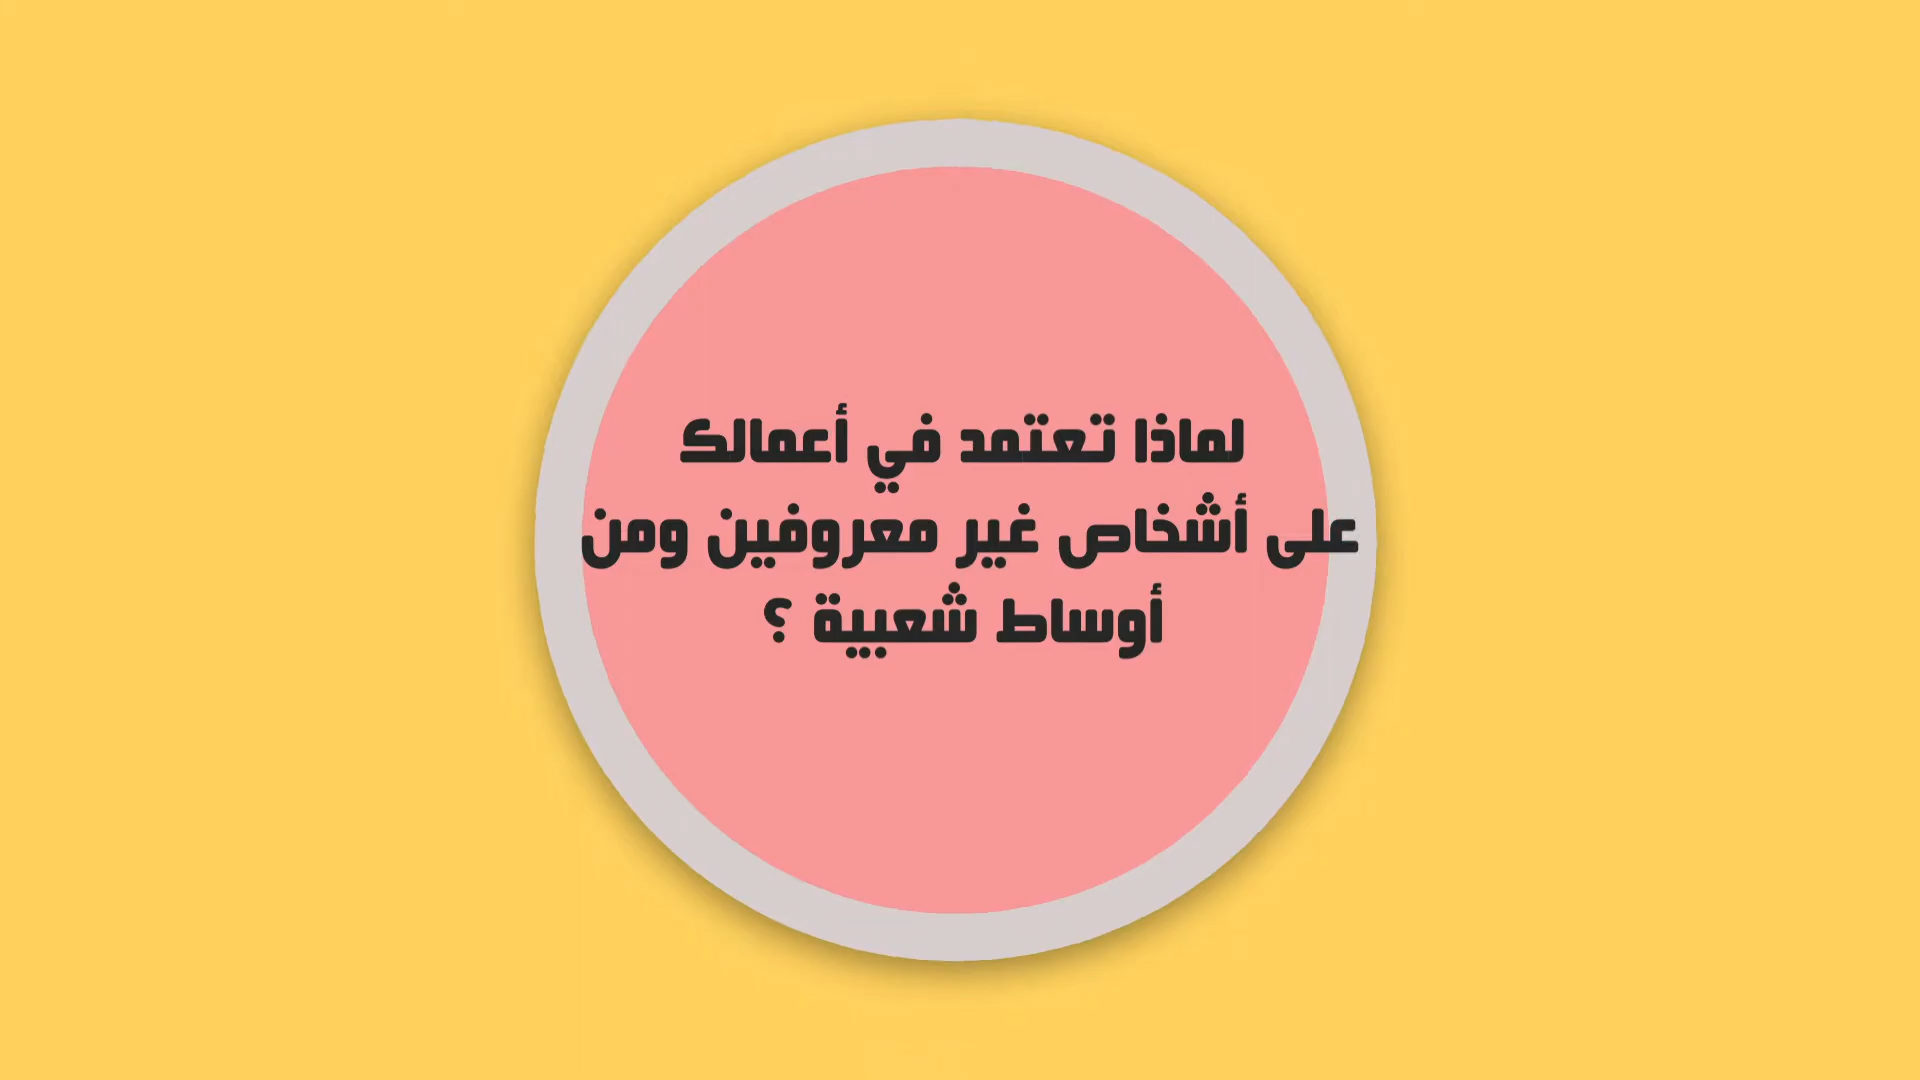 لماذا تعتمد في أعمالك
على أشخاص غير معروفين ومن
أوساط شعبية ؟